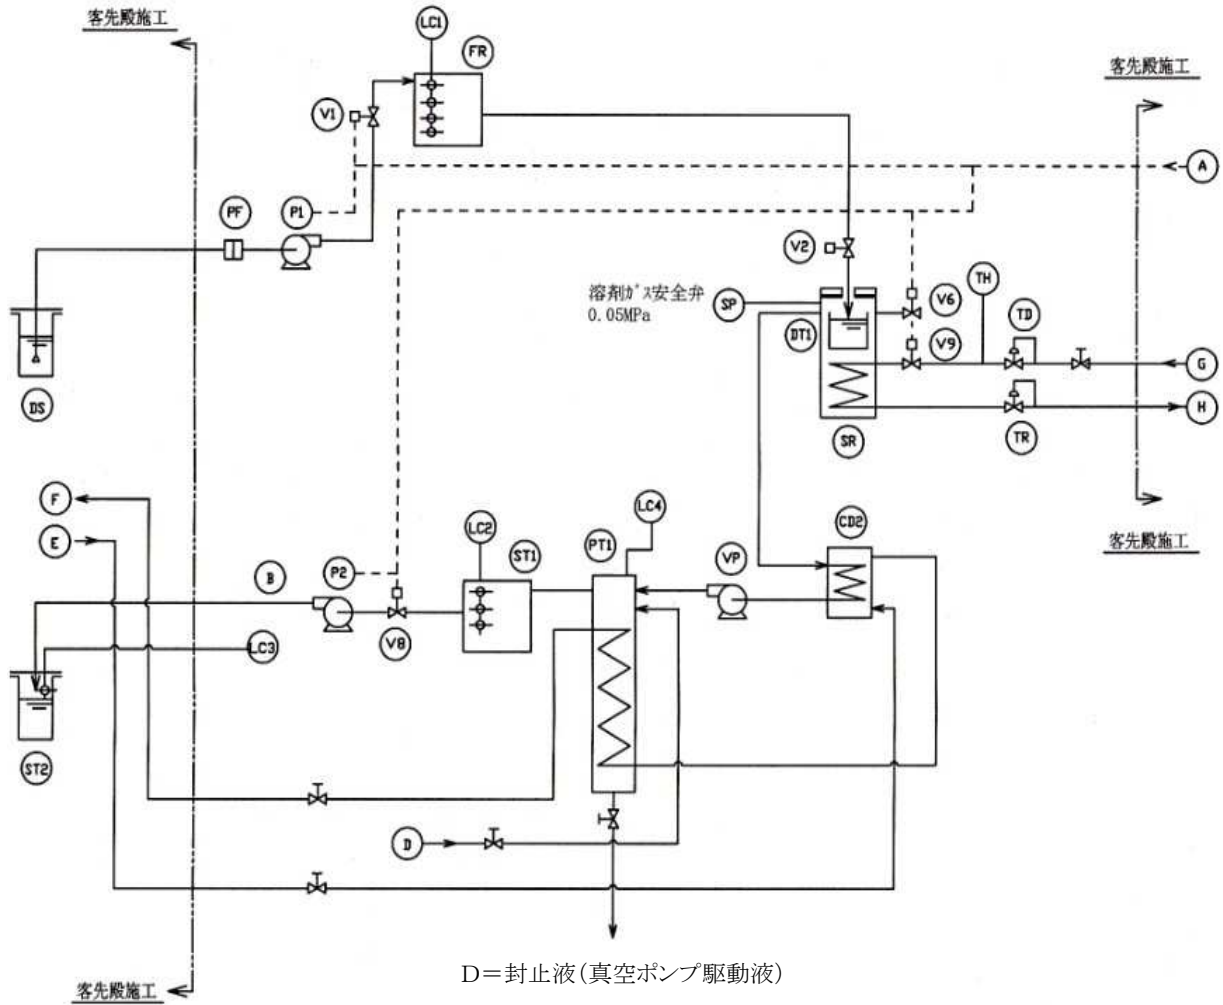 客先殿施工
LC1
FR
客先殿施工
V1
A
PF
P1
V2
TH
溶剤ガス安全弁
0.05MPa
SP
V6
TD
DT1
V9
G
DS
H
SR
TR
F
LC4
LC2
CD2
E
ST1
PT1
VP
客先殿施工
B
P2
V8
LC3
ST2
D
D=封止液(真空ポンプ駆動液)
客先殿施工